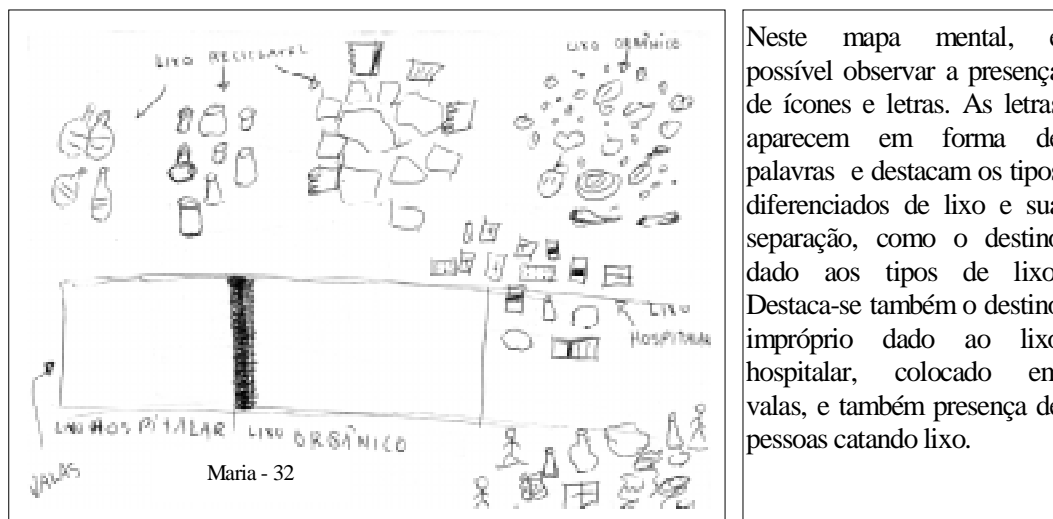 LIXO RECICLAVEL
LIXO ORGÂNICO
LIXO
HOSPITALAR
LIXO HOSPITALAR
LIXO ORGÂNICO
VALAS
Maria - 32
Neste mapa mental,
possível observar a presença
de ícones e letras. As letras
aparecem em forma de
palavras e destacam os tipos
diferenciados de lixo e sua
separação, como o destino
dado aos tipos de lixo
Destaca-se também o destino
impróprio dado ao lixo
hospitalar, colocado em
valas, e também presença de
pessoas catando lixo.